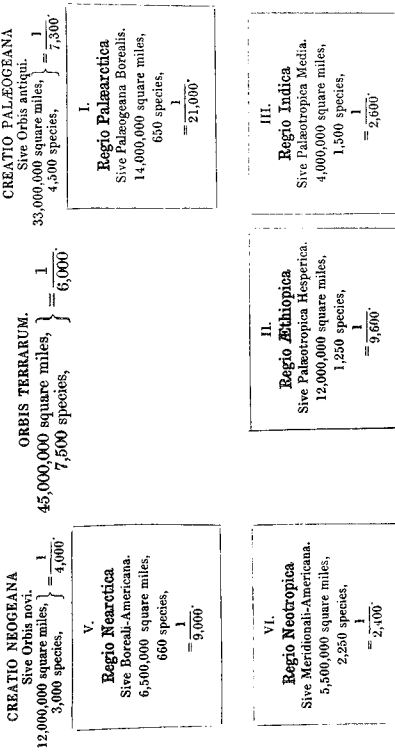 CREATIO NEOGEANA
Sive Orbis novi.
12,000,000 square miles, } = 1/4,000.
3,000 species,
ORBIS TERRARUM.
45,000,000 square miles, } = 1/6,000.
7,500 species,
CREATIO PALÆOGEANA
Sive Orbis antiqui.
33,000,000 square miles, } = 1/7,300.
4,500 species,
V.
Regio Nearctica
Sive Boreali-Americana.
6,500,000 square miles,
660 species,
= 1/9,000.
I.
Regio Palæarctica
Sive Palæogeana Borealis.
14,000,000 square miles,
650 species,
= 1/21,000.
VI.
Regio Neotropica
Sive Meridionali-Americana.
5,500,000 square miles,
2,250 species,
= 1/2,400.
II.
Regio Æthiopica
Sive Palæotropica Hesperica.
12,000,000 square miles,
1,250 species,
= 1/9,600.
III.
Regio Indica
Sive Palæotropica Media.
4,000,000 square miles,
1,500 species,
= 1/2,600.